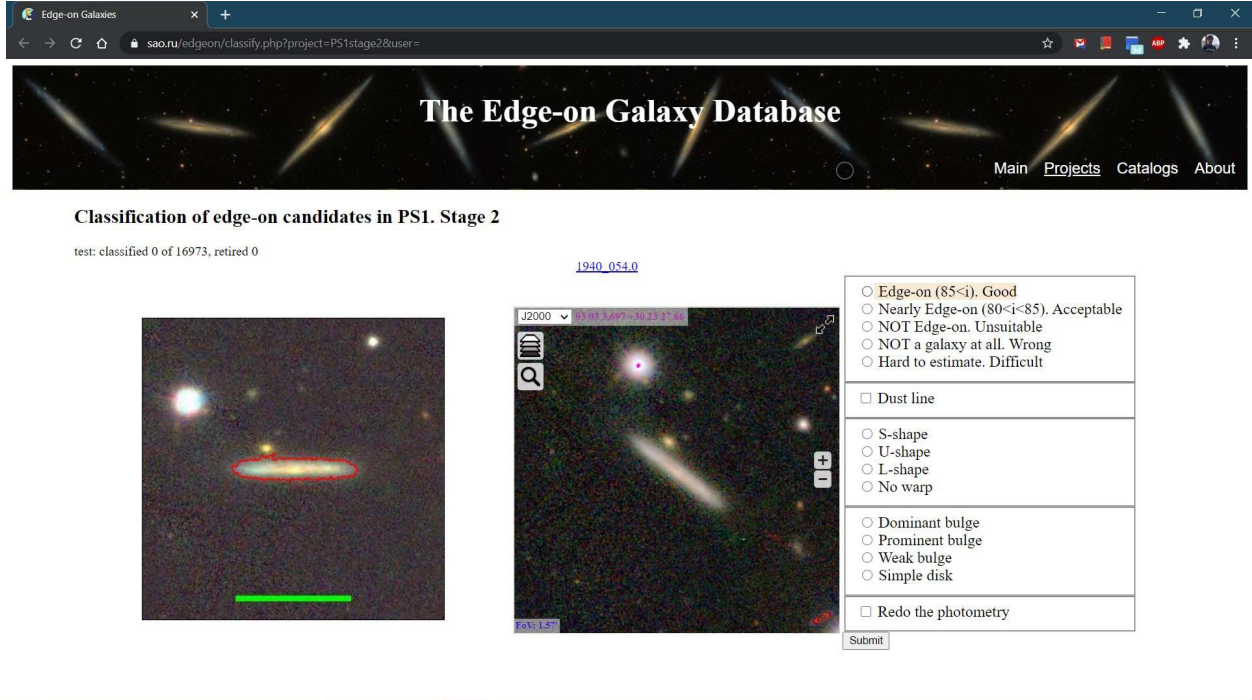 Edge-on Galaxies
sao.ru/edgeon/classify.php?project=PS1stage2&user=
ABP
The Edge-on Galaxy Database
Main Projects Catalogs About
Classification of edge-on candidates in PS1. Stage 2
test: classified 0 of 16973, retired 0
1940_054.0
J2000
FoV: 1.57'
Edge-on (85<i). Good
Nearly Edge-on (80<i<85). Acceptable
NOT Edge-on. Unsuitable
NOT a galaxy at all. Wrong
Hard to estimate. Difficult
Dust line
S-shape
U-shape
L-shape
No warp
Dominant bulge
Prominent bulge
Weak bulge
Simple disk
Redo the photometry
Submit